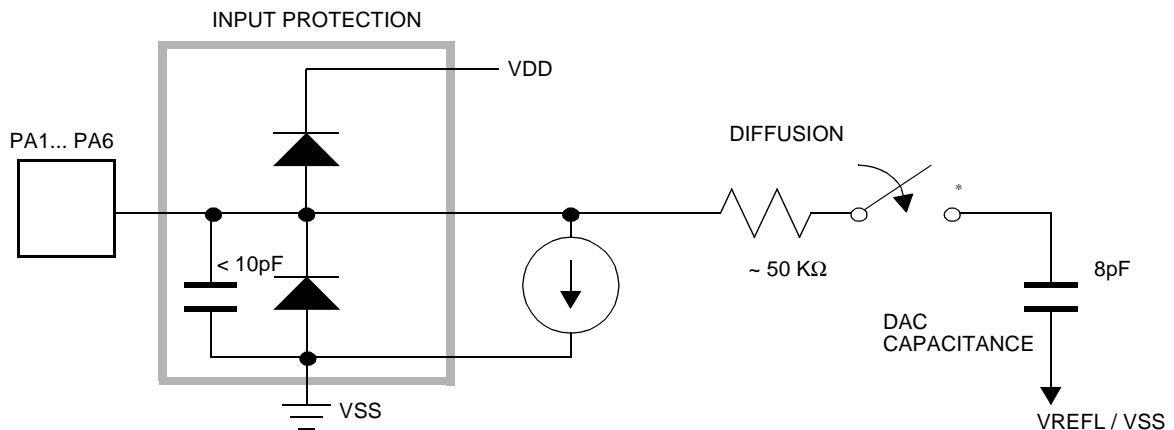 INPUT PROTECTION
VDD
PA1... PA6
DIFFUSION
*
< 10pF
~ 50 KΩ
8pF
DAC
CAPACITANCE
VSS
VREFL / VSS